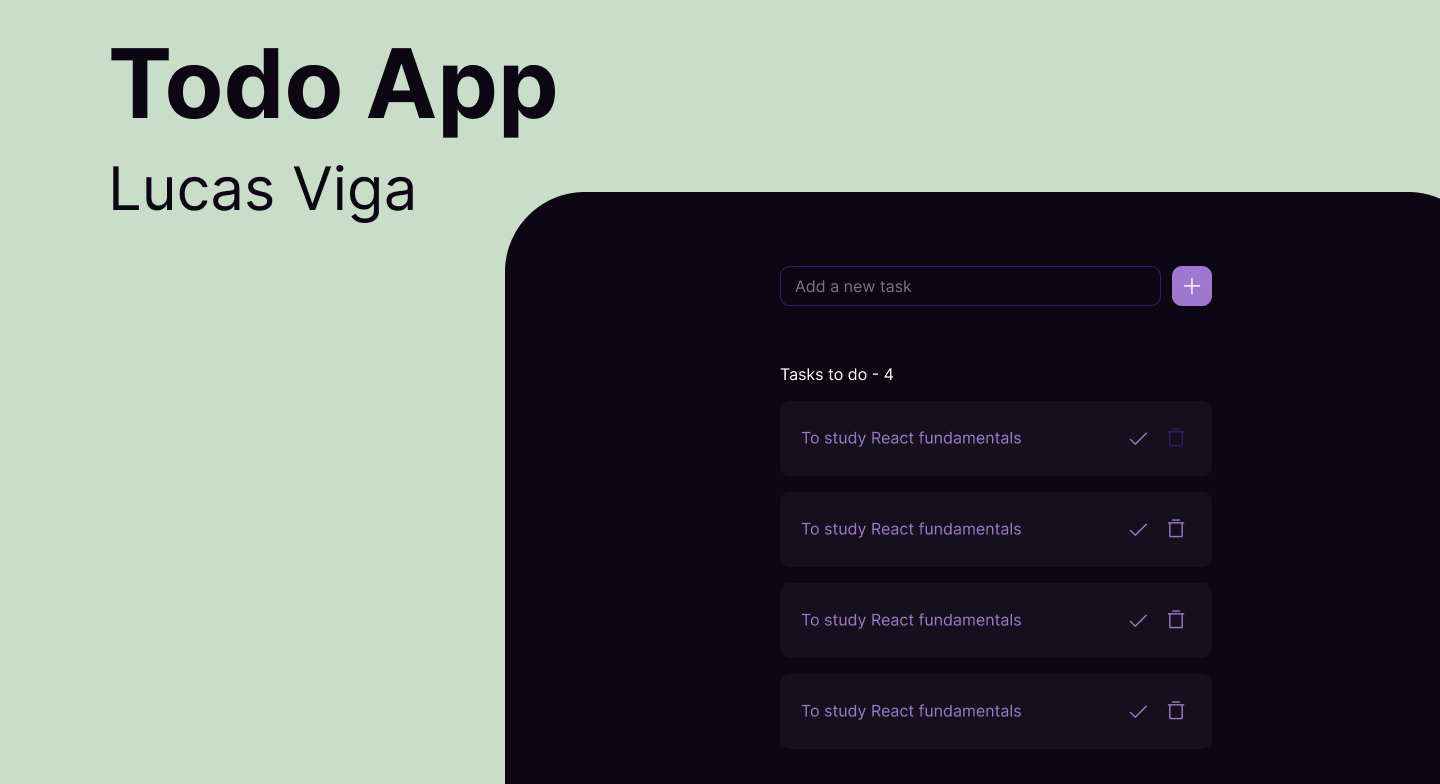 Todo App
Lucas Viga
Add a new task
Tasks to do - 4
To study React fundamentals
To study React fundamentals
To study React fundamentals
To study React fundamentals